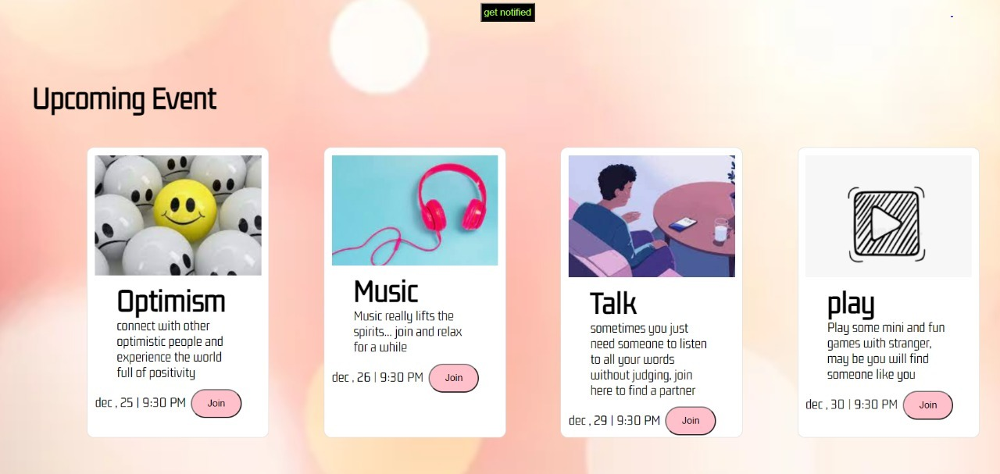 get notified
Upcoming Event
Optimism
connect with other
optimistic people and
experience the world
full of positivity
dec , 25 | 9:30 PM
Join
Music
Music really lifts the
spirits... join and relax
for a while
dec , 26 | 9:30 PM
Join
Talk
sometimes you just
need someone to listen
to all your words
without judging, join
here to find a partner
dec , 29 | 9:30 PM
Join
play
Play some mini and fun
games with stranger,
may be you will find
someone like you
dec , 30 | 9:30 PM
Join